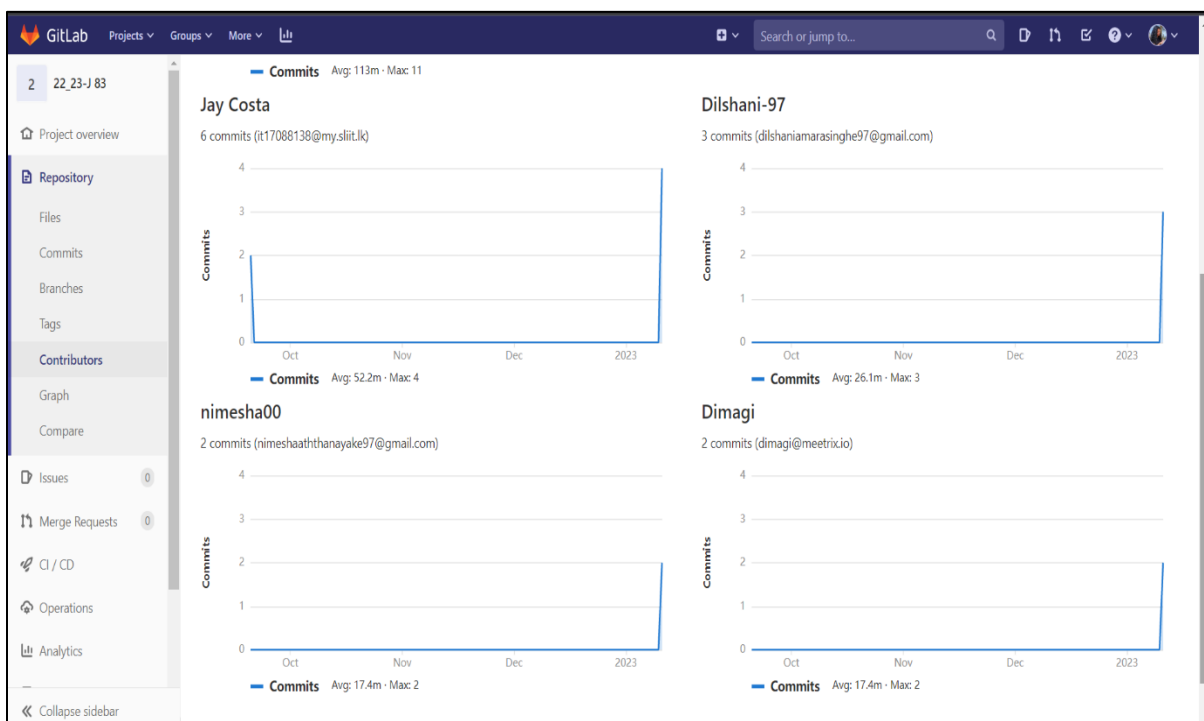 GitLab Projects Groups More Search or jump to...
2 22_23-J 83
Project overview
Repository
Files
Commits
Branches
Tags
Contributors
Graph
Compare
Issues 0
Merge Requests 0
CI / CD
Operations
Analytics
Collapse sidebar
Commits Avg: 113m · Max: 11
Jay Costa
6 commits (it17088138@my.sliit.lk)
4
3
2
1
0
Commits
Oct Nov Dec 2023
Commits Avg: 52.2m · Max: 4
Dilshani-97
3 commits (dilshaniamarasinghe97@gmail.com)
4
3
2
1
0
Commits
Oct Nov Dec 2023
Commits Avg: 26.1m · Max: 3
nimesha00
2 commits (nimeshaaththanayake97@gmail.com)
4
3
2
1
0
Commits
Oct Nov Dec 2023
Commits Avg: 17.4m · Max: 2
Dimagi
2 commits (dimagi@meetrix.io)
4
3
2
1
0
Commits
Oct Nov Dec 2023
Commits Avg: 17.4m · Max: 2